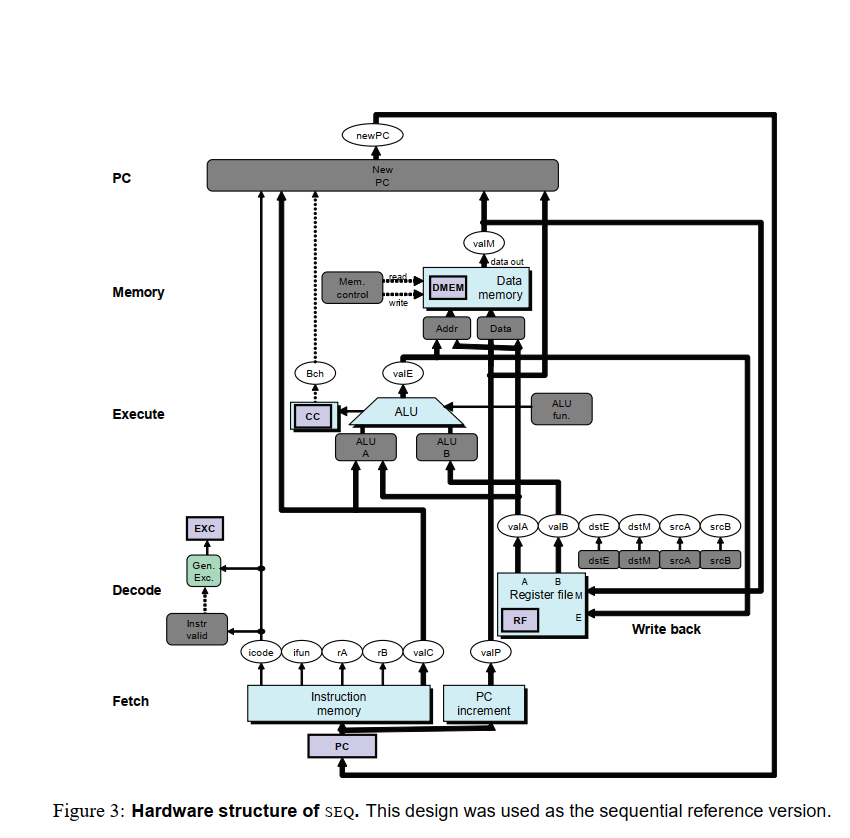 newPC
PC
New
PC
valM
data out
Memory
Mem.
control
read
write
DMEM
Data
memory
Addr
Data
Bch
valE
Execute
CC
ALU
ALU
fun.
ALU
A
ALU
B
EXC
valA
valB
dstE
dstM
srcA
srcB
Gen.
Exc.
dstE
dstM
srcA
srcB
Decode
A
B
Register file
M
E
RF
Instr
valid
Write back
icode
ifun
rA
rB
valC
valP
Fetch
Instruction
memory
PC
increment
PC
Figure 3: Hardware structure of SEQ. This design was used as the sequential reference version.